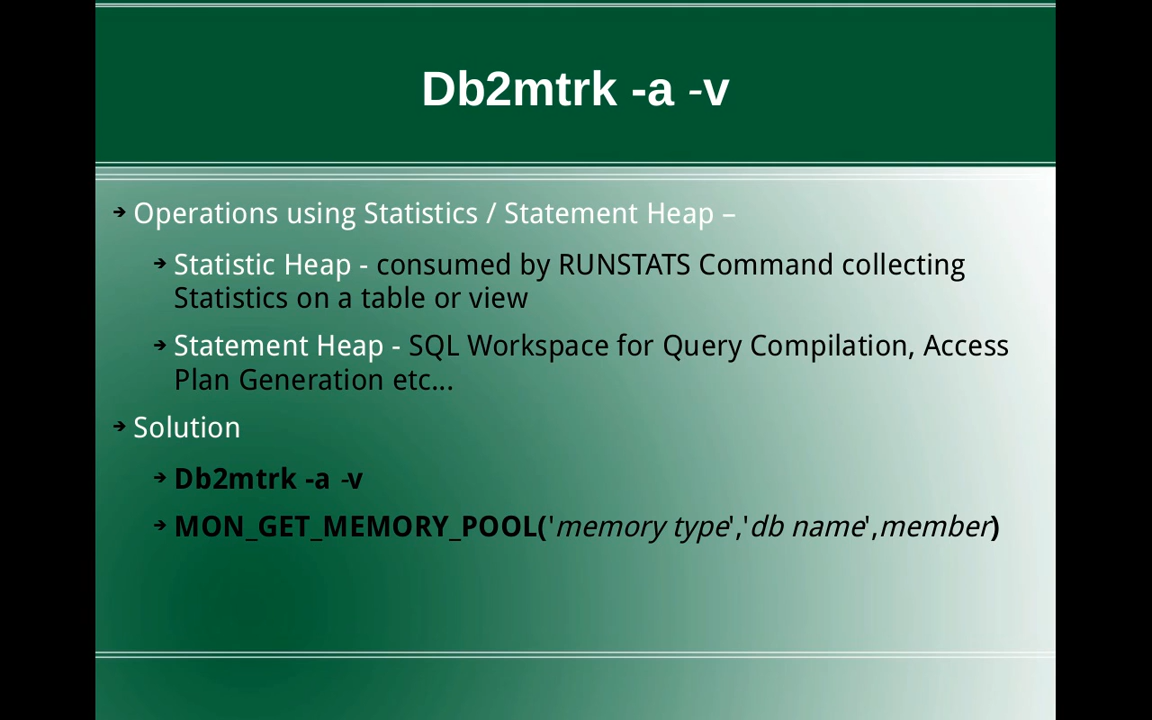 Db2mtrk -a -v
Operations using Statistics / Statement Heap –
Statistic Heap - consumed by RUNSTATS Command collecting
Statistics on a table or view
Statement Heap - SQL Workspace for Query Compilation, Access
Plan Generation etc...
Solution
Db2mtrk -a -v
MON_GET_MEMORY_POOL('memory type','db name',member)